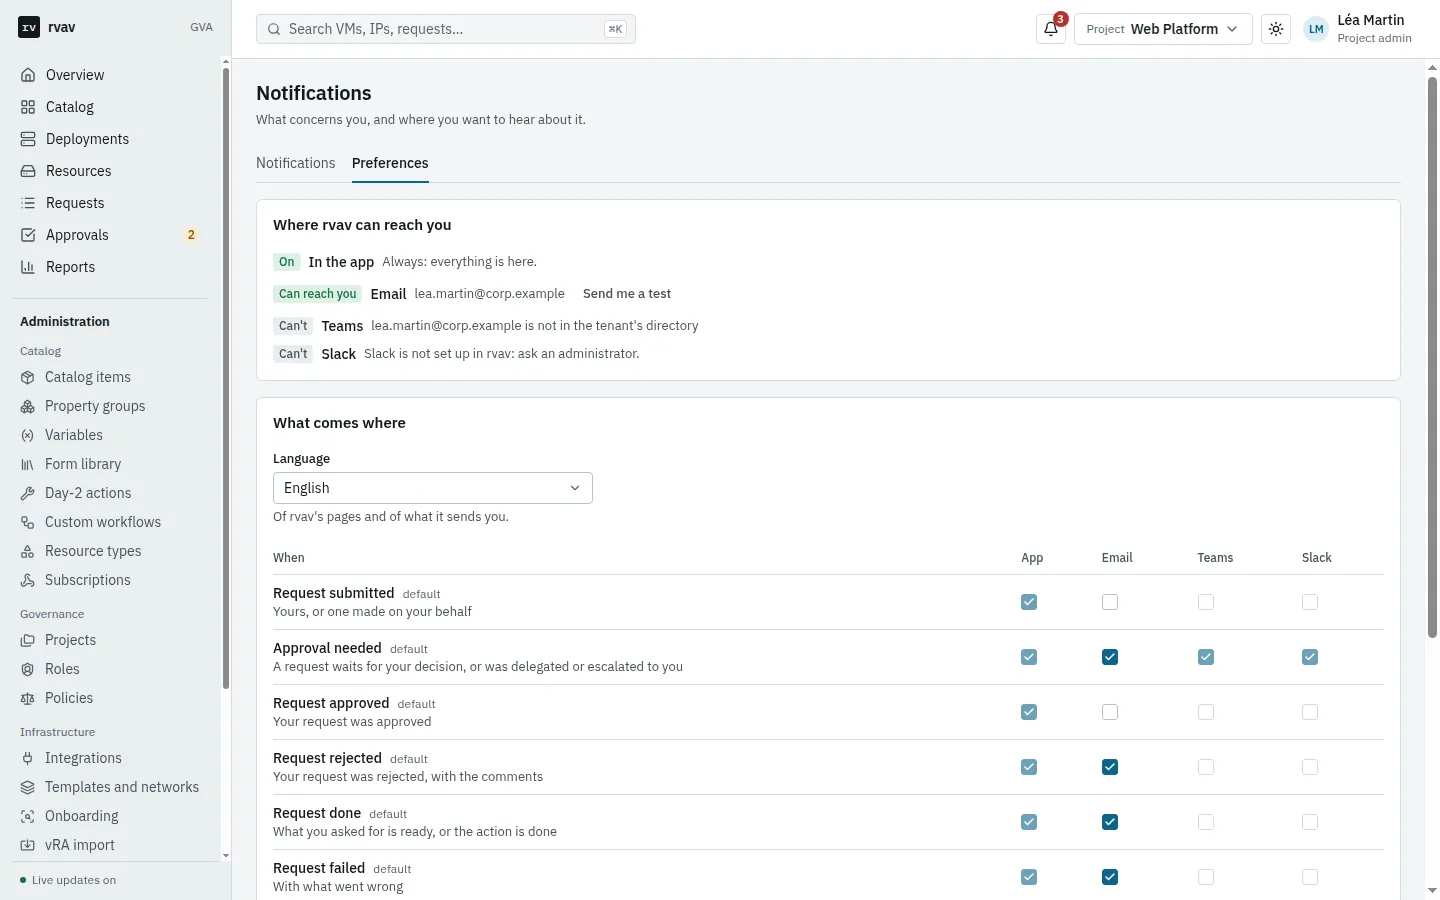 rv rvav GVA
Search VMs, IPs, requests... ⌘K
3
Project Web Platform
LM
Léa Martin
Project admin
Overview
Catalog
Deployments
Resources
Requests
Approvals 2
Reports
Administration
Catalog
Catalog items
Property groups
Variables
Form library
Day-2 actions
Custom workflows
Resource types
Subscriptions
Governance
Projects
Roles
Policies
Infrastructure
Integrations
Templates and networks
Onboarding
vRA import
Live updates on
Notifications
What concerns you, and where you want to hear about it.
Notifications Preferences
Where rvav can reach you
On In the app Always: everything is here.
Can reach you Email lea.martin@corp.example Send me a test
Can't Teams lea.martin@corp.example is not in the tenant's directory
Can't Slack Slack is not set up in rvav: ask an administrator.
What comes where
Language
English
Of rvav's pages and of what it sends you.
When App Email Teams Slack
Request submitted default
Yours, or one made on your behalf
Approval needed default
A request waits for your decision, or was delegated or escalated to you
Request approved default
Your request was approved
Request rejected default
Your request was rejected, with the comments
Request done default
What you asked for is ready, or the action is done
Request failed default
With what went wrong